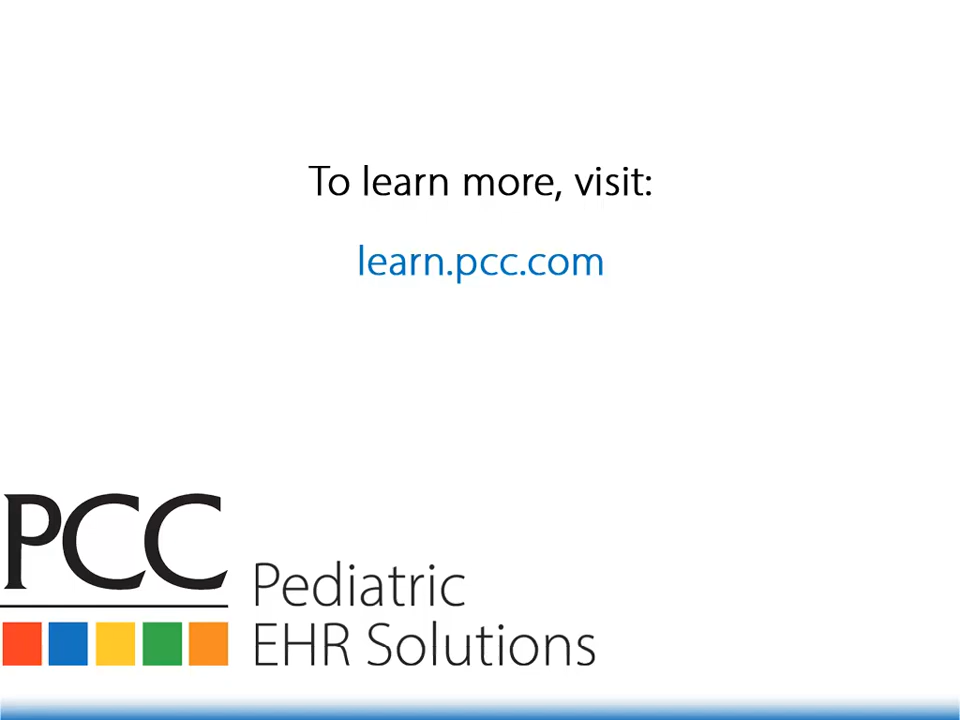 To learn more, visit:
learn.pcc.com
PCC
Pediatric
EHR Solutions